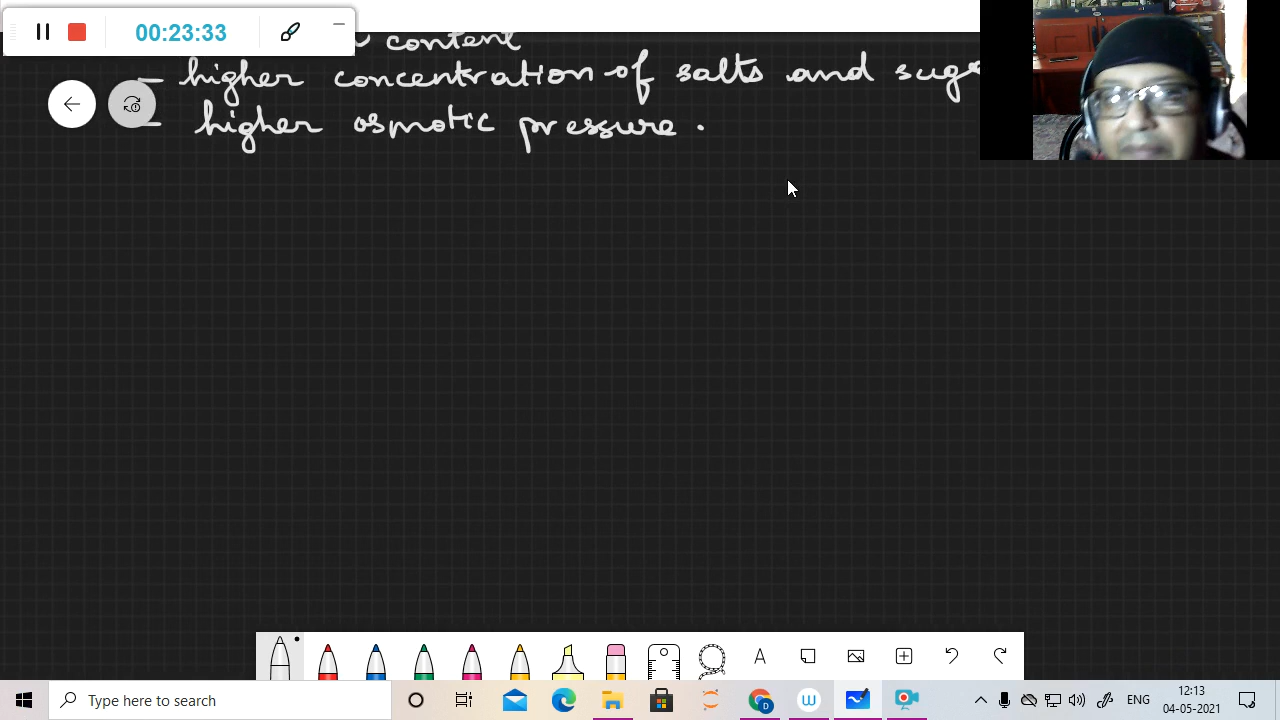 00:23:33
content
- higher concentration of salts and
- higher osmotic pressure.
A
Type here to search
D
W
ENG
12:13
04-05-2021